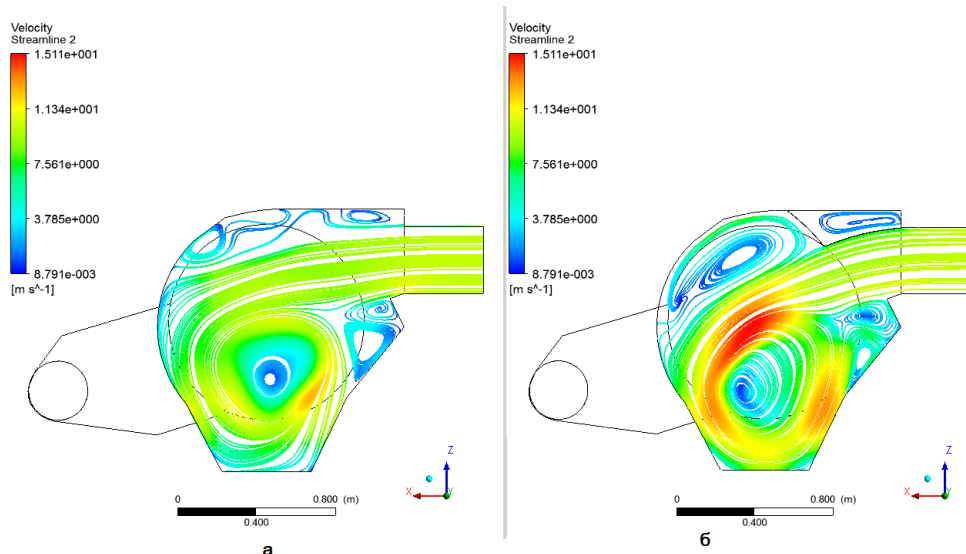 Velocity
Streamline 2
1.511e+001
1.134e+001
7.561e+000
3.785e+000
8.791e-003
[m s^-1]
0
0.800 (m)
0.400
Z
X
Y
а
Velocity
Streamline 2
1.511e+001
1.134e+001
7.561e+000
3.785e+000
8.791e-003
[m s^-1]
0
0.800 (m)
0.400
Z
X
Y
б